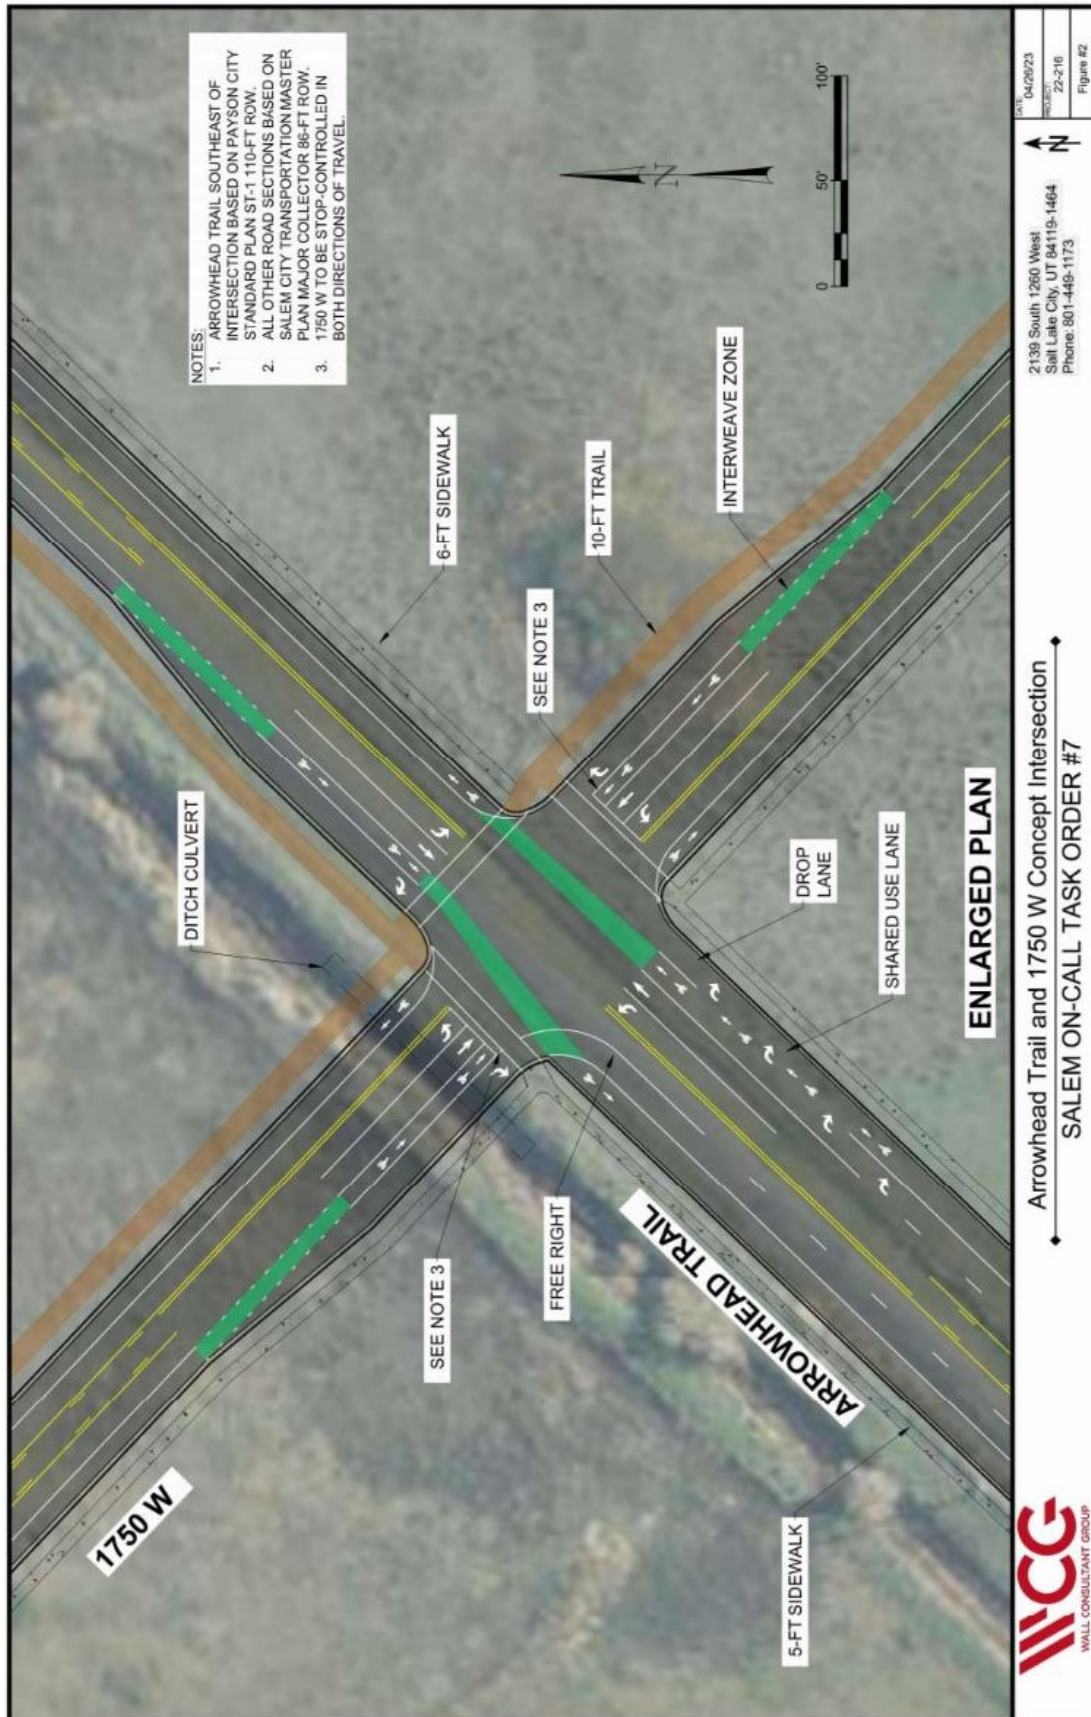 NOTES:
1. ARROWHEAD TRAIL SOUTHEAST OF
INTERSECTION BASED ON PAYSON CITY
STANDARD PLAN ST-1 110-FT ROW.
2. ALL OTHER ROAD SECTIONS BASED ON
SALEM CITY TRANSPORTATION MASTER
PLAN MAJOR COLLECTOR 86-FT ROW.
3. 1750 W TO BE STOP-CONTROLLED IN
BOTH DIRECTIONS OF TRAVEL.
1750 W
DITCH CULVERT
6-FT SIDEWALK
SEE NOTE 3
SEE NOTE 3
10-FT TRAIL
N
0 50' 100'
FREE RIGHT
INTERWEAVE ZONE
ARROWHEAD TRAIL
DROP
LANE
SHARED USE LANE
5-FT SIDEWALK
ENLARGED PLAN
WCG
WALL CONSULTANT GROUP
Arrowhead Trail and 1750 W Concept Intersection
SALEM ON-CALL TASK ORDER #7
2139 South 1260 West
Salt Lake City, UT 84119-1464
Phone: 801-449-1173
N
DATE:
04/26/23
PROJECT:
22-216
Figure #2